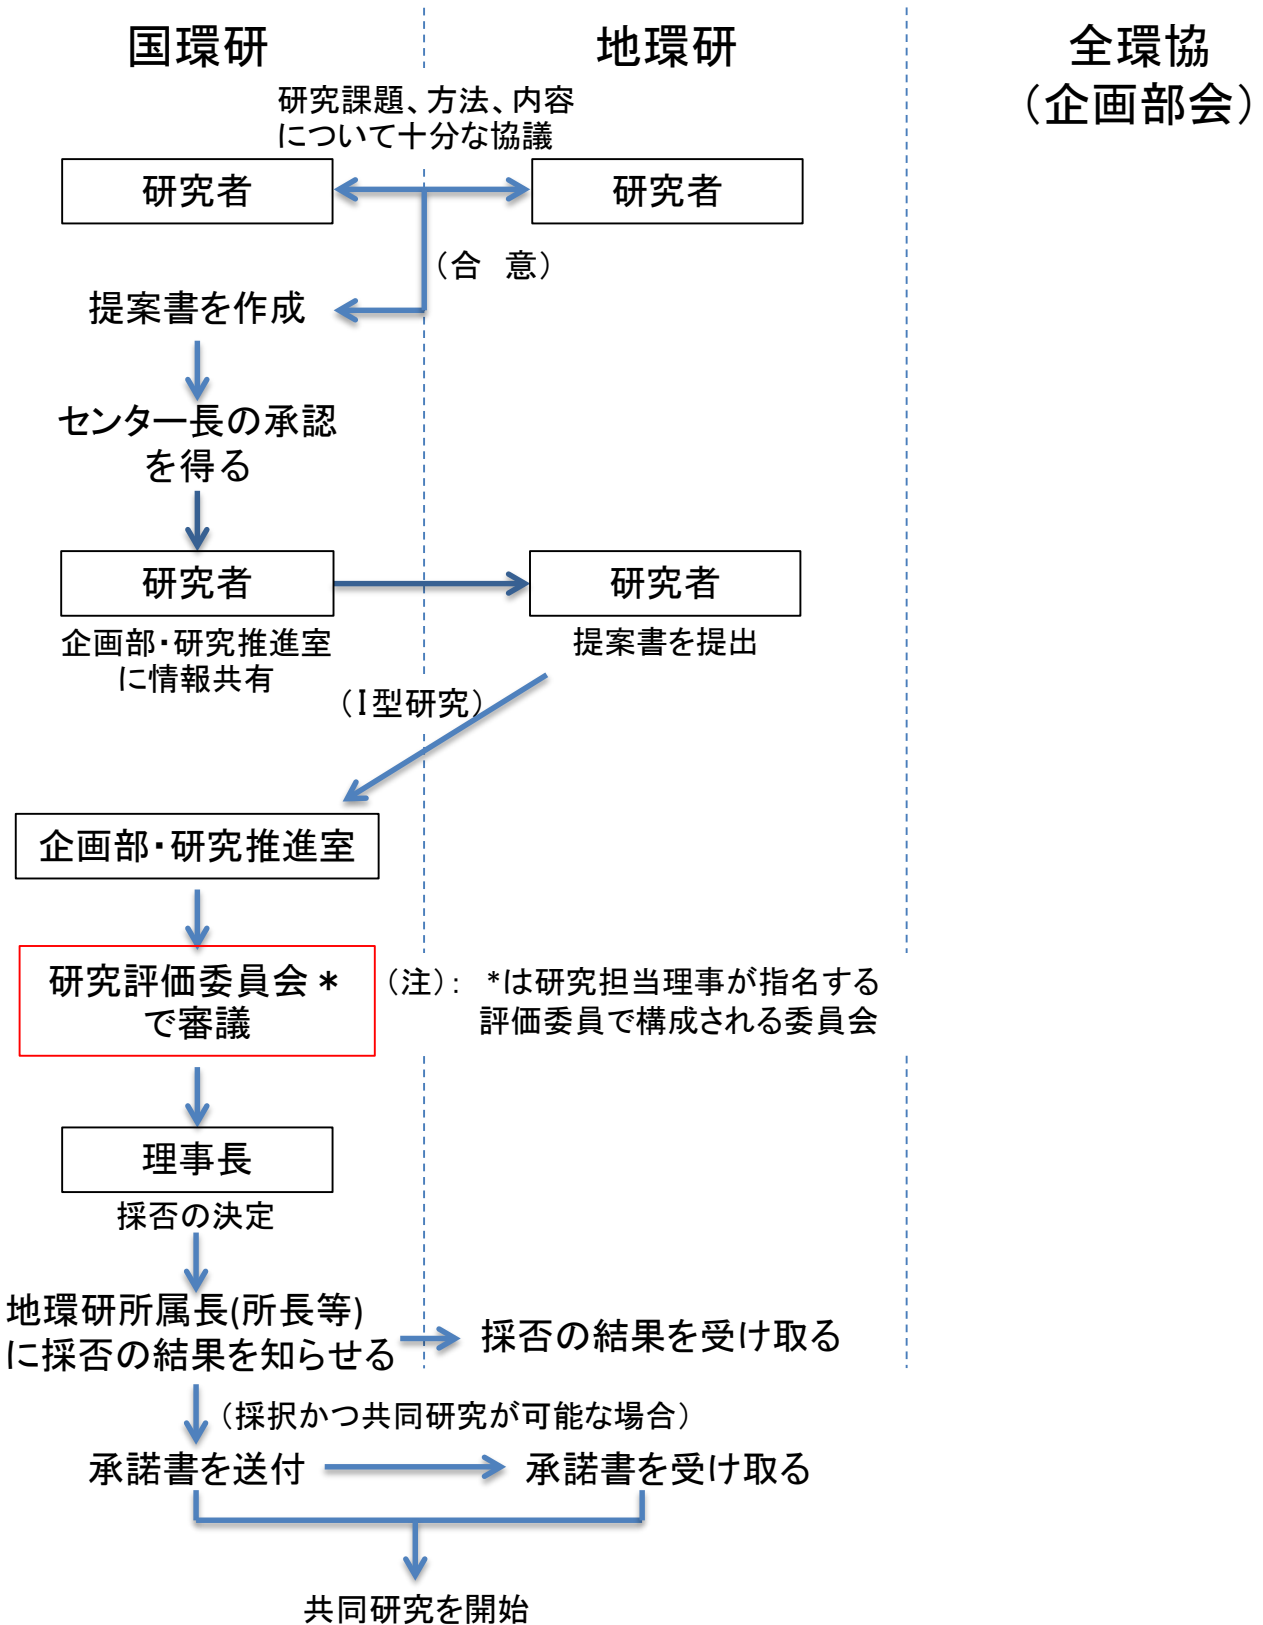 国環研
地環研
全環協
（企画部会）
研究課題、方法、内容
について十分な協議
研究者
研究者
（合　意）
提案書を作成
センター長の承認
を得る
研究者
研究者
企画部・研究推進室
に情報共有
提案書を提出
（Ⅰ型研究）
企画部・研究推進室
研究評価委員会＊
で審議
（注）：　*は研究担当理事が指名する
評価委員で構成される委員会
理事長
採否の決定
地環研所属長(所長等)
に採否の結果を知らせる
採否の結果を受け取る
（採択かつ共同研究が可能な場合）
承諾書を送付
承諾書を受け取る
共同研究を開始